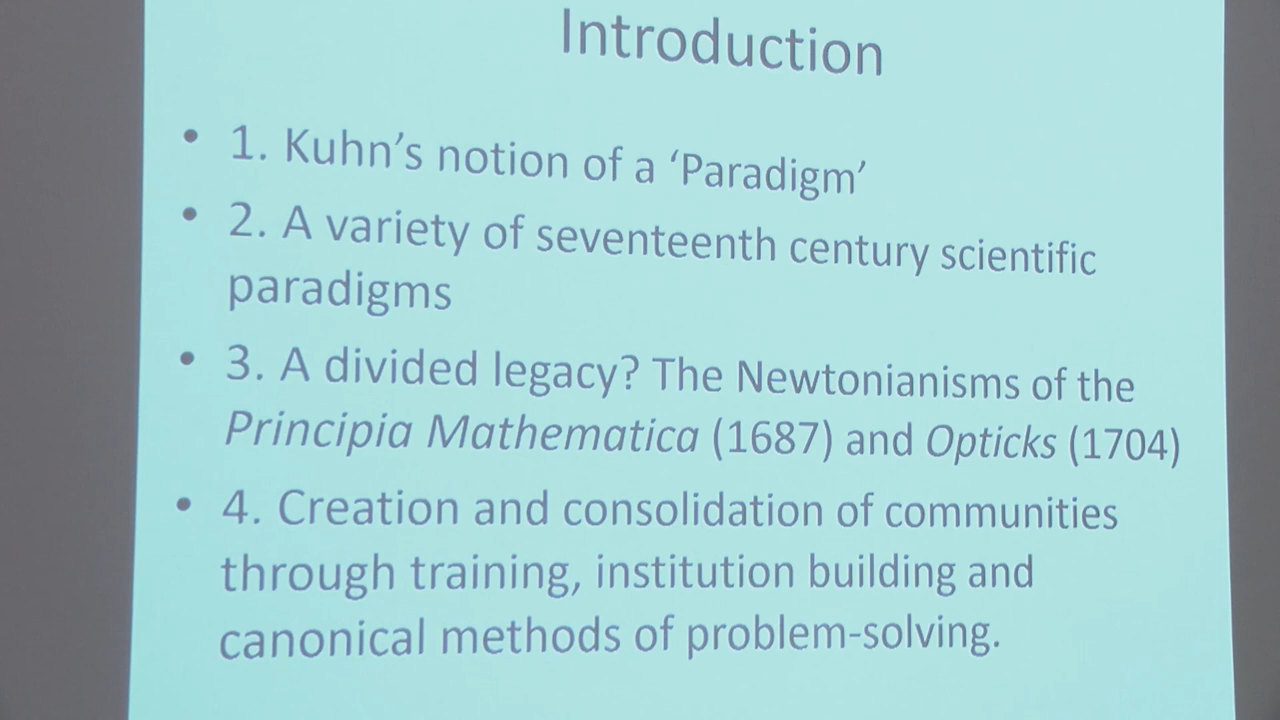 Introduction
• 1. Kuhn’s notion of a ‘Paradigm’
• 2. A variety of seventeenth century scientific
paradigms
• 3. A divided legacy? The Newtonianisms of the
Principia Mathematica (1687) and Opticks (1704)
• 4. Creation and consolidation of communities
through training, institution building and
canonical methods of problem-solving.